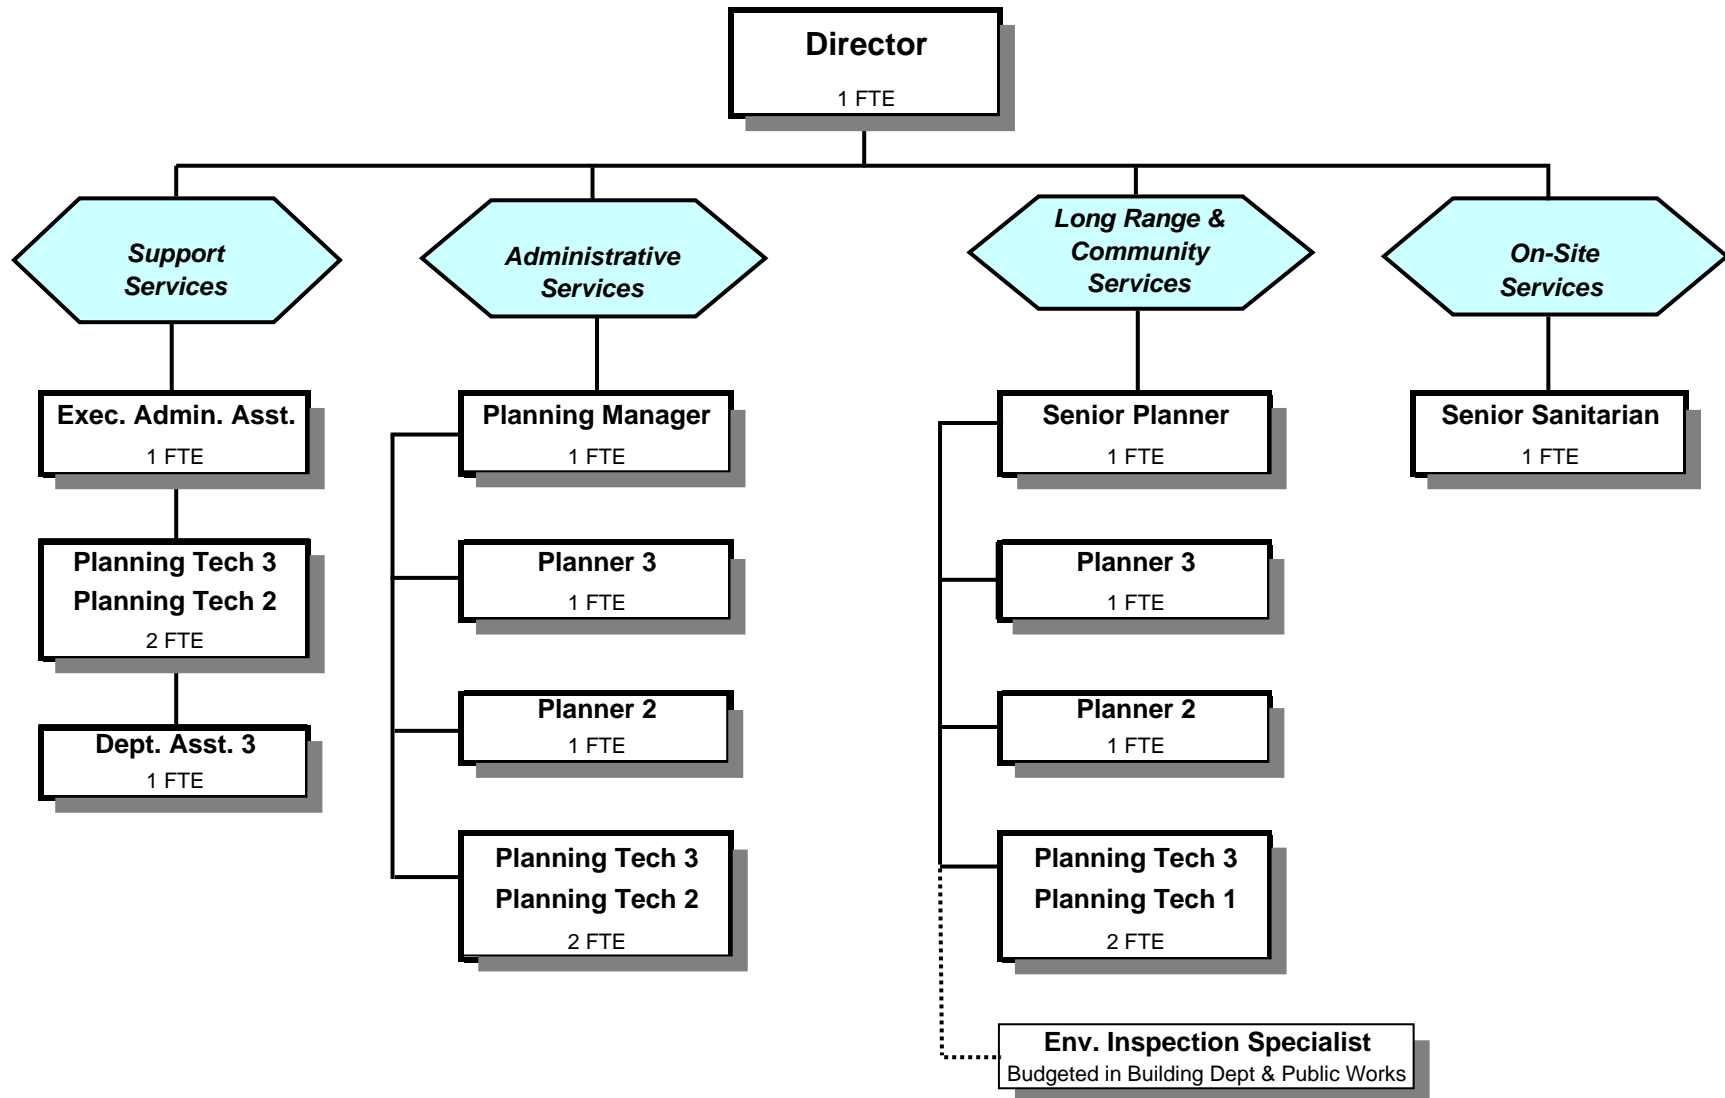 Director
1 FTE
Support
Services
Administrative
Services
Long Range &
Community
Services
On-Site
Services
Exec. Admin. Asst.
1 FTE
Planning Tech 3
Planning Tech 2
2 FTE
Dept. Asst. 3
1 FTE
Planning Manager
1 FTE
Planner 3
1 FTE
Planner 2
1 FTE
Planning Tech 3
Planning Tech 2
2 FTE
Senior Planner
1 FTE
Planner 3
1 FTE
Planner 2
1 FTE
Planning Tech 3
Planning Tech 1
2 FTE
Env. Inspection Specialist
Budgeted in Building Dept & Public Works
Senior Sanitarian
1 FTE